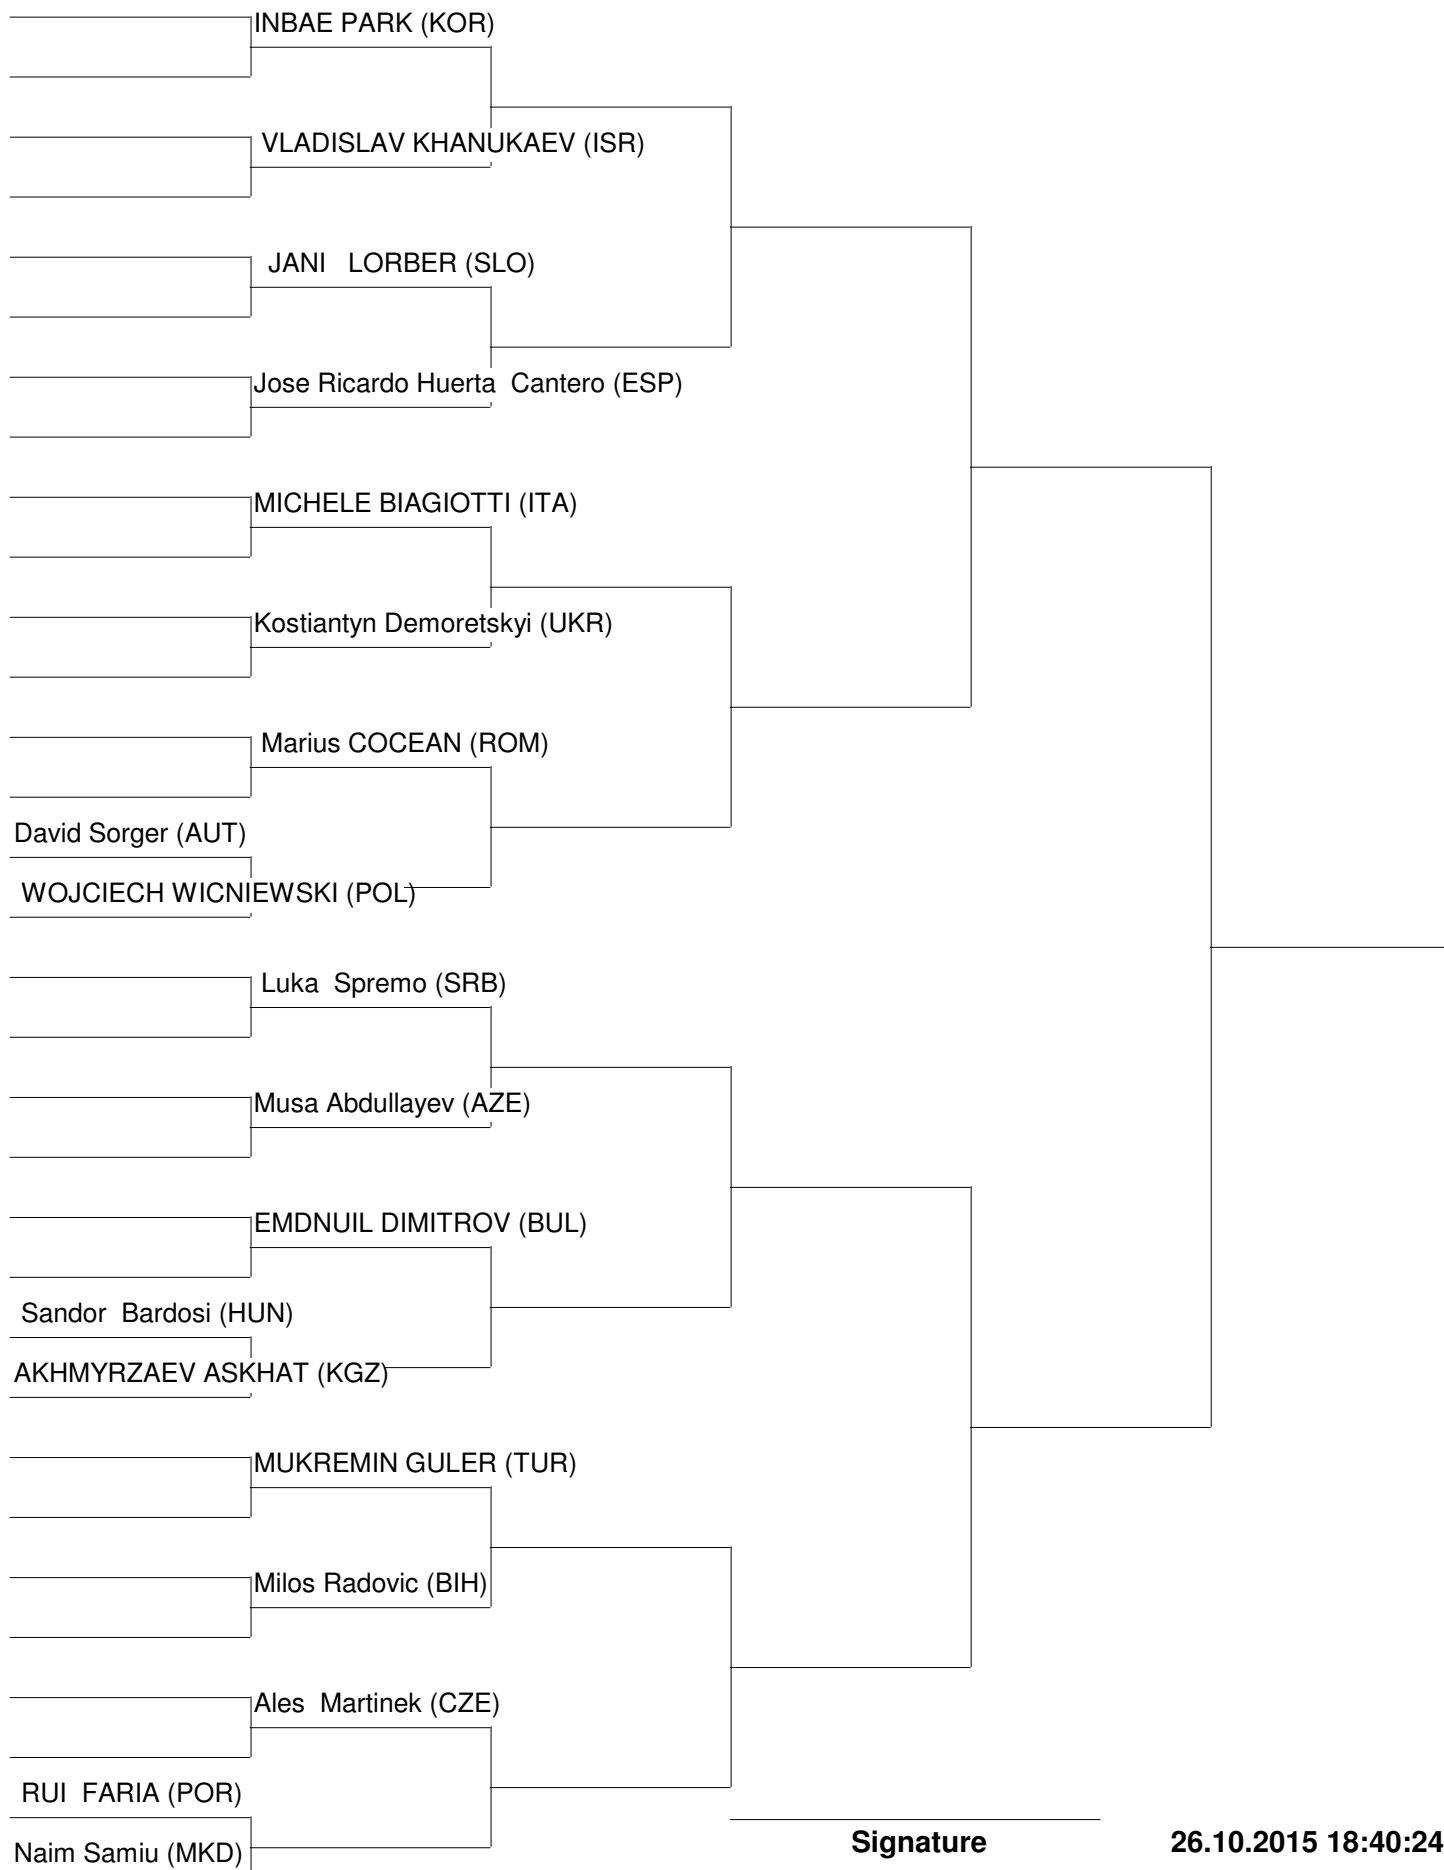 INBAE PARK (KOR)
VLADISLAV KHANUKAEV (ISR)
JANI LORBER (SLO)
Jose Ricardo Huerta Cantero (ESP)
MICHELE BIAGIOTTI (ITA)
Kostiantyn Demoretskyi (UKR)
Marius COCEAN (ROM)
David Sorger (AUT)
WOJCIECH WICNIEWSKI (POL)
Luka Spremo (SRB)
Musa Abdullayev (AZE)
EMDNUIL DIMITROV (BUL)
Sandor Bardosi (HUN)
AKHMYRZAEV ASKHAT (KGZ)
MUKREMIN GULER (TUR)
Milos Radovic (BIH)
Ales Martinek (CZE)
RUI FARIA (POR)
Naim Samiu (MKD)
Signature 26.10.2015 18:40:24